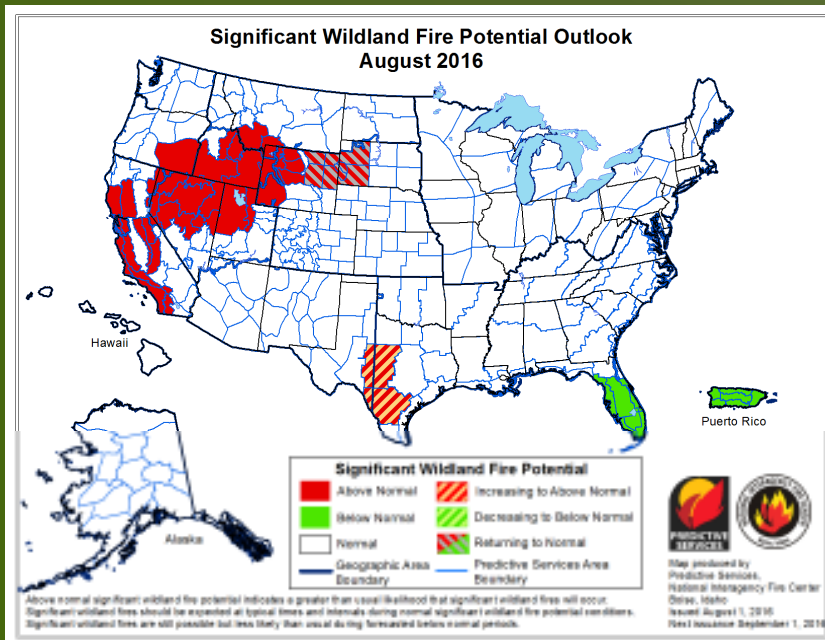 Significant Wildland Fire Potential Outlook
August 2016
Hawaii
Puerto Rico
Alaska
Significant Wildland Fire Potential
Above Normal
Increasing to Above Normal
Below Normal
Decreasing to Below Normal
Normal
Returning to Normal
Geographic Area
Boundary
Predictive Services Area
Boundary
PREDICTIVE
SERVICES
Map produced by
Predictive Services,
National Interagency Fire Center
Boise, Idaho
Issued August 1, 2016
Next issuance September 1, 2016
Above normal significant wildland fire potential indicates a greater than usual likelihood that significant wildland fires will occur.
Significant wildland fires should be expected at typical times and intervals during normal significant wildland fire potential conditions.
Significant wildland fires are still possible but less likely than usual during forecasted below normal periods.